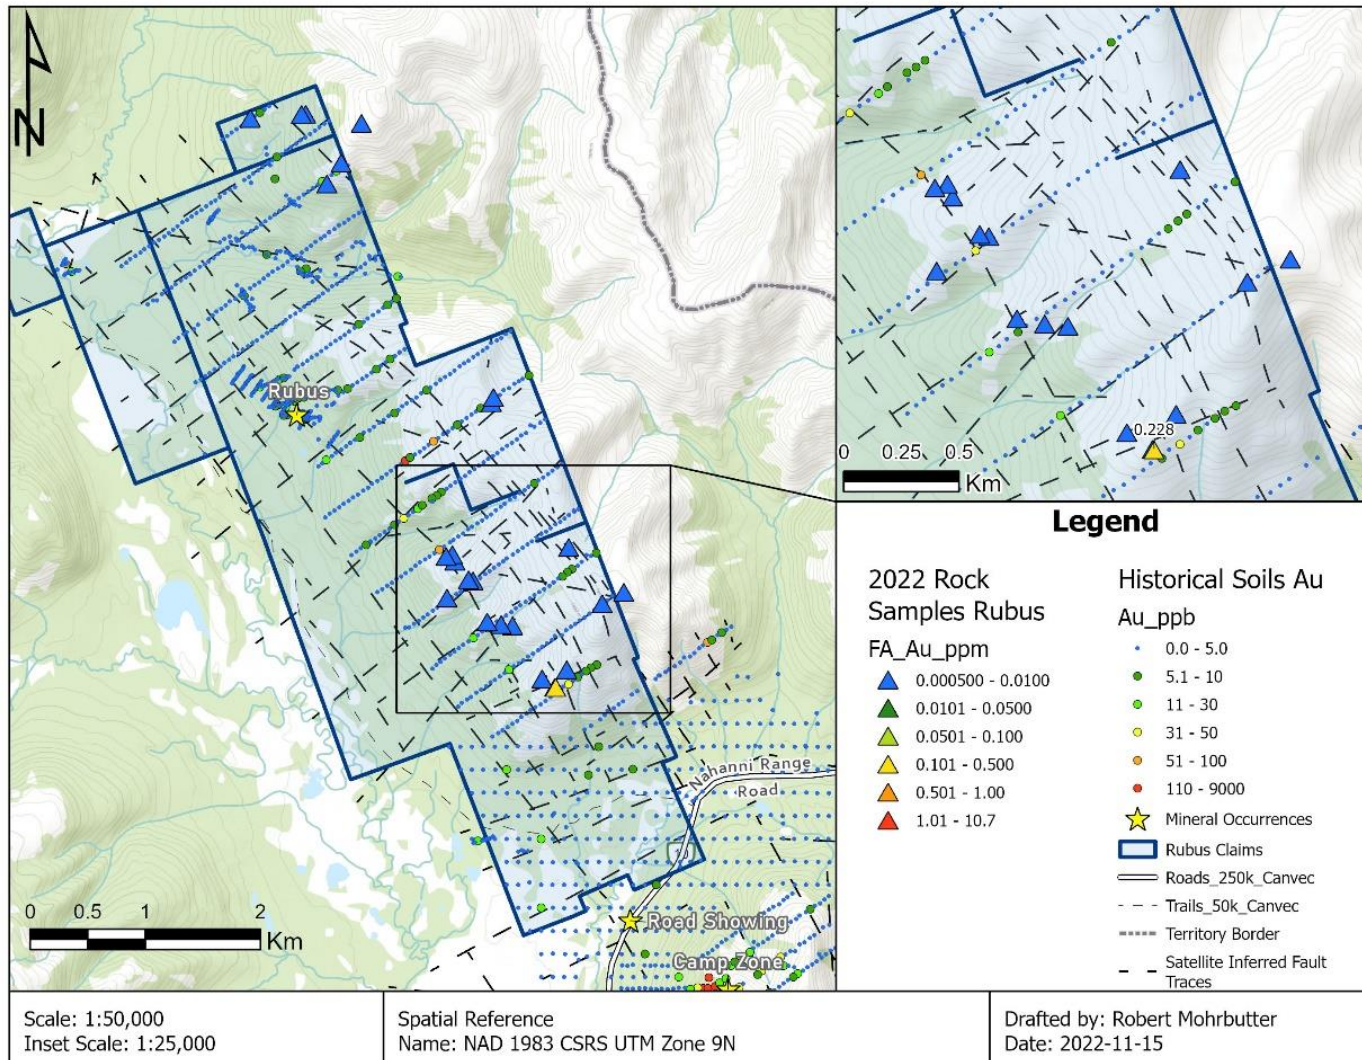 N
Rubus
Nahanni Range
Road
Road Showing
Camp Zone
0 0.5 1 2
Km
0.228
0 0.25 0.5
Km
Legend
2022 Rock
Samples Rubus
FA_Au_ppm
0.000500 - 0.0100
0.0101 - 0.0500
0.0501 - 0.100
0.101 - 0.500
0.501 - 1.00
1.01 - 10.7
Historical Soils Au
Au_ppb
0.0 - 5.0
5.1 - 10
11 - 30
31 - 50
51 - 100
110 - 9000
Mineral Occurrences
Rubus Claims
Roads_250k_Canvec
Trails_50k_Canvec
Territory Border
Satellite Inferred Fault
Traces
Scale: 1:50,000
Inset Scale: 1:25,000
Spatial Reference
Name: NAD 1983 CSRS UTM Zone 9N
Drafted by: Robert Mohrbutter
Date: 2022-11-15